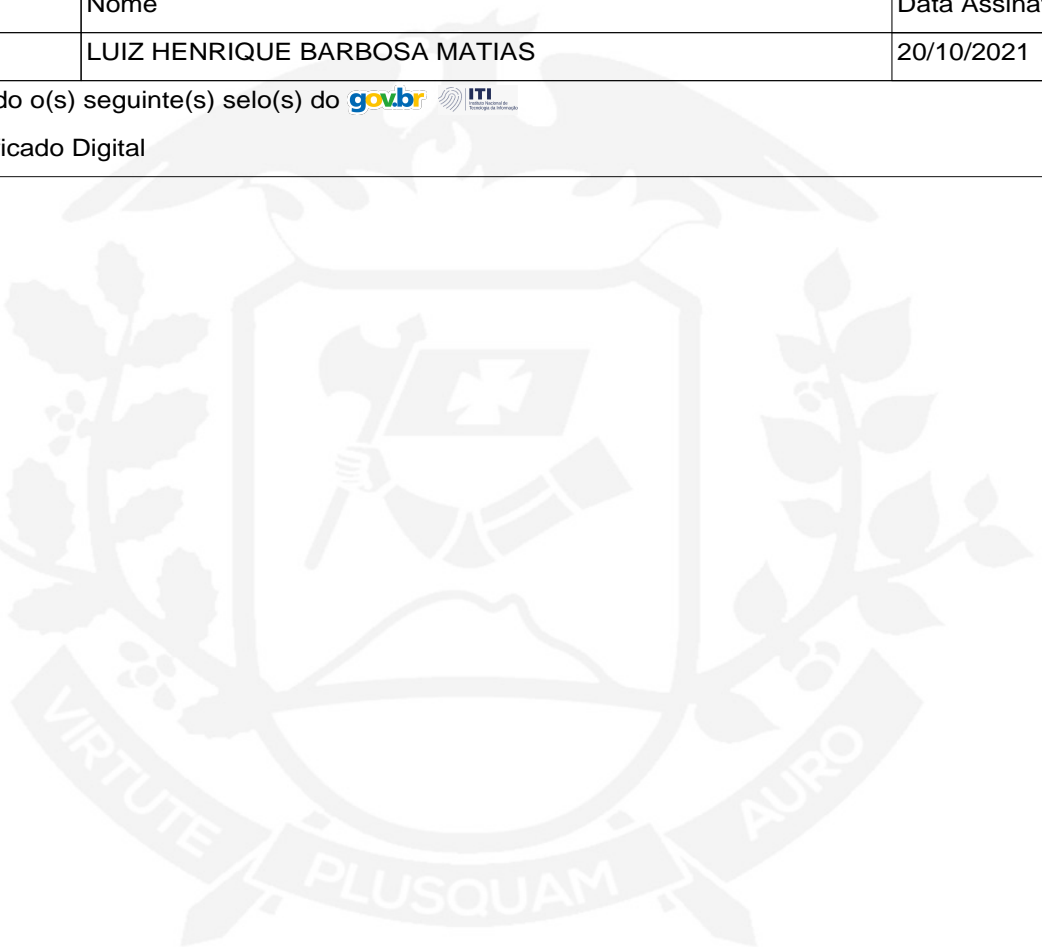 Nome Data Assina
LUIZ HENRIQUE BARBOSA MATIAS 20/10/2021
do o(s) seguinte(s) selo(s) do gov.br ITI
icado Digital
VIRTUTE PLUSQUAM AURO